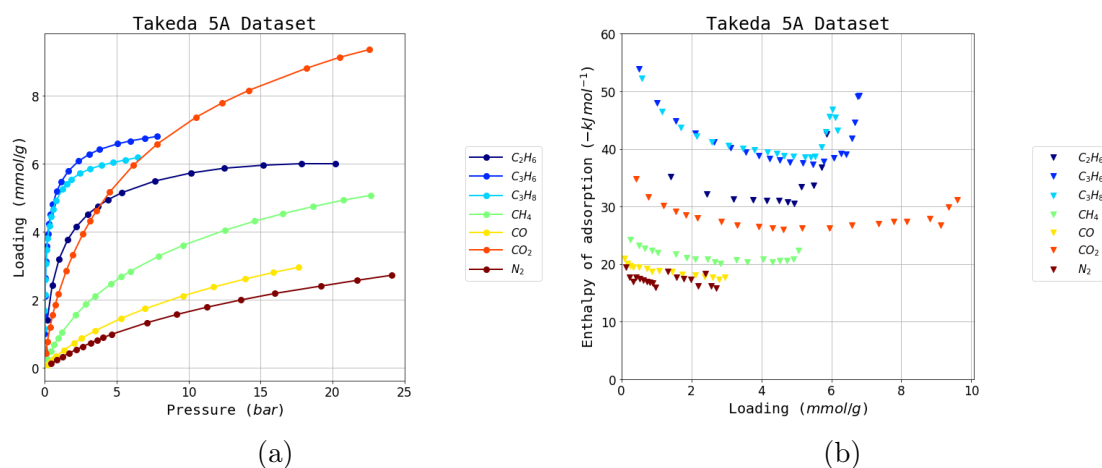 Takeda 5A Dataset
Loading (mmol/g)
8
6
4
2
0
0 5 10 15 20 25
Pressure (bar)
C₂H₆
C₃H₆
C₃H₈
CH₄
CO
CO₂
N₂
(a)
Takeda 5A Dataset
Enthalpy of adsorption (−kJ mol⁻¹)
60
50
40
30
20
10
0
0 2 4 6 8 10
Loading (mmol/g)
C₂H₆
C₃H₆
C₃H₈
CH₄
CO
CO₂
N₂
(b)